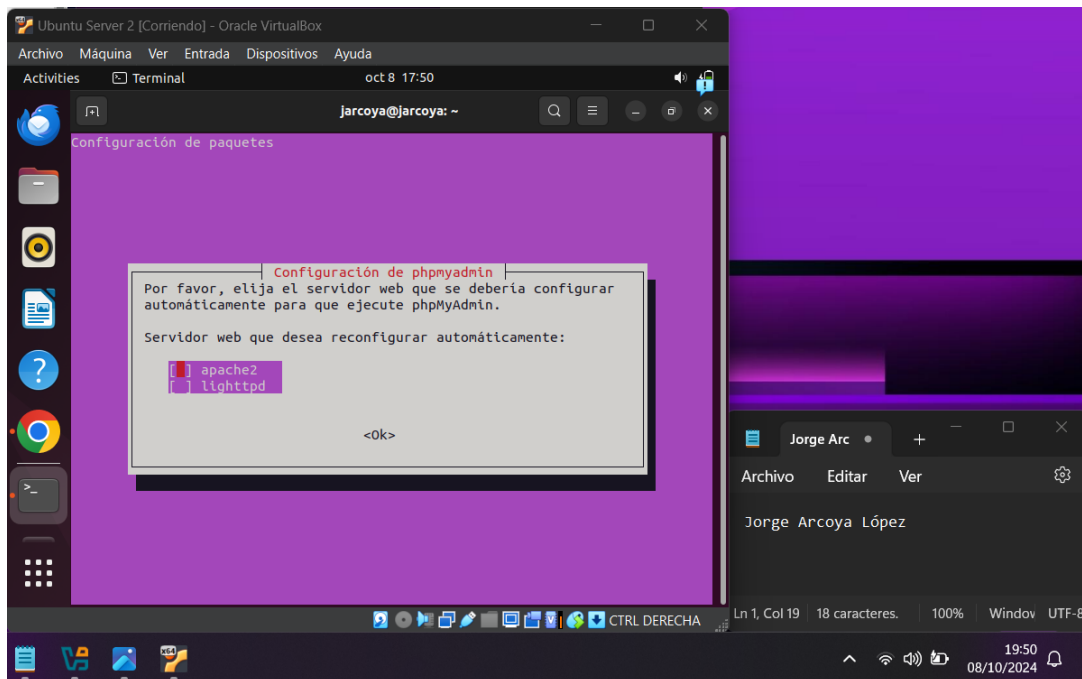 Ubuntu Server 2 [Corriendo] - Oracle VirtualBox
Archivo Máquina Ver Entrada Dispositivos Ayuda
Activities Terminal oct 8 17:50
jarcoya@jarcoya: ~
Configuración de paquetes
Configuración de phpmyadmin
Por favor, elija el servidor web que se debería configurar
automáticamente para que ejecute phpMyAdmin.
Servidor web que desea reconfigurar automáticamente:
[ ] apache2
[ ] lighttpd
<Ok>
CTRL DERECHA
Jorge Arc
Archivo Editar Ver
Jorge Arcoya López
Ln 1, Col 19 18 caracteres. 100% Windov UTF-8
19:50
08/10/2024